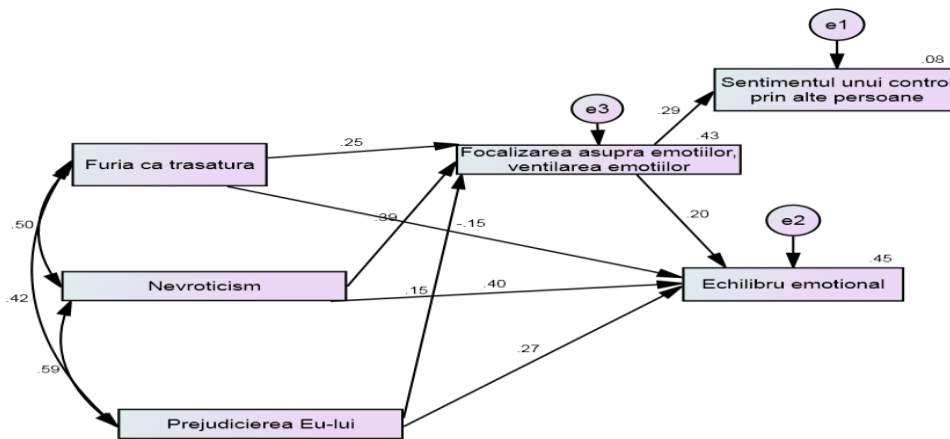 e1
.08
Sentimentul unui contro
prin alte persoane
e3
.29
.43
.25
Focalizarea asupra emotiilor,
ventilarea emotiilor
Furia ca trasatura
.50
.39
-.15
.20
e2
.45
Nevroticism
.40
Echilibru emotional
.42
.15
.27
.59
Prejudicierea Eu-lui